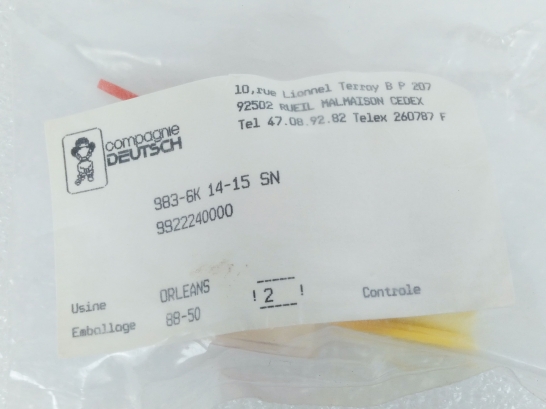 10,rue Lionnel Terray B P 207
92502 RUEIL MALMAISON CEDEX
Tel 47.08.92.82 Telex 260787 F
compagnie
DEUTSCH
983-6K 14-15 SN
9922240000
Usine ORLEANS ! 2 ! Controle
Emballage 88-50